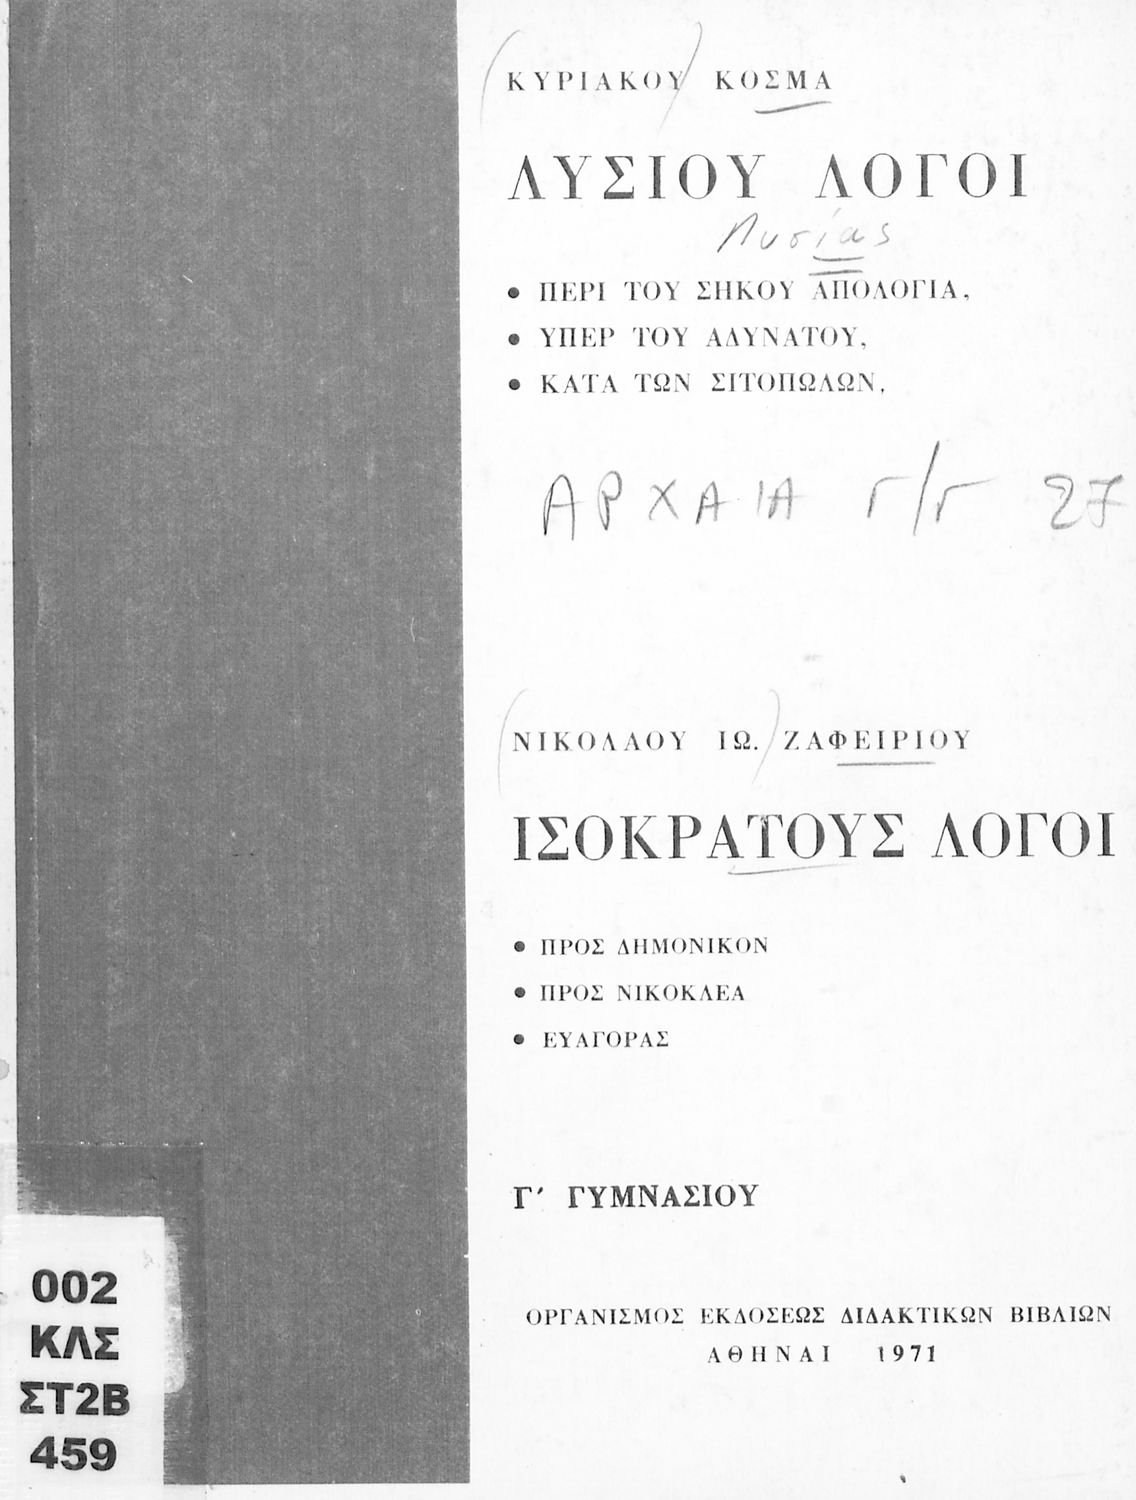 ΚΥΡΙΑΚΟΥ ΚΟΣΜΑ
ΛΥΣΙΟΥ ΛΟΓΟΙ
Λυσίας
• ΠΕΡΙ ΤΟΥ ΣΗΚΟΥ ΑΠΟΛΟΓΙΑ,
• ΥΠΕΡ ΤΟΥ ΑΔΥΝΑΤΟΥ,
• ΚΑΤΑ ΤΩΝ ΣΙΤΟΠΩΛΩΝ,
ΑΡΧΑΙΑ Γ/Γ 27
ΝΙΚΟΛΑΟΥ ΙΩ. ΖΑΦΕΙΡΙΟΥ
ΙΣΟΚΡΑΤΟΥΣ ΛΟΓΟΙ
• ΠΡΟΣ ΔΗΜΟΝΙΚΟΝ
• ΠΡΟΣ ΝΙΚΟΚΛΕΑ
• ΕΥΑΓΟΡΑΣ
Γ′ ΓΥΜΝΑΣΙΟΥ
ΟΡΓΑΝΙΣΜΟΣ ΕΚΔΟΣΕΩΣ ΔΙΔΑΚΤΙΚΩΝ ΒΙΒΛΙΩΝ
ΑΘΗΝΑΙ 1971
002
ΚΛΣ
ΣΤ2Β
459